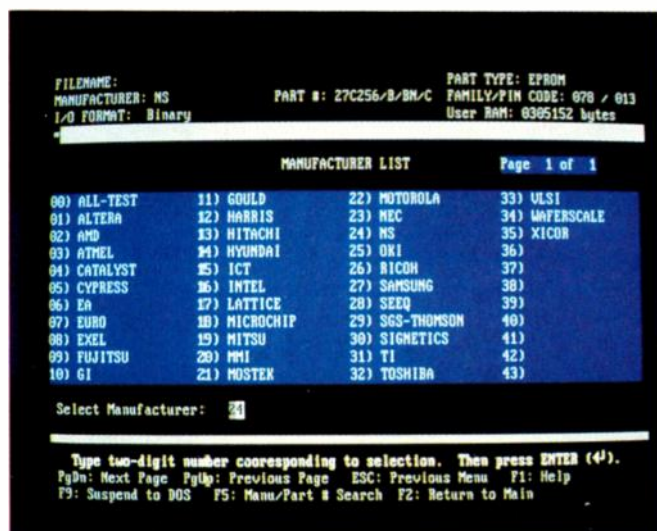 FILENAME: PART TYPE: EPROM
MANUFACTURER: NS PART #: 27C256/B/BN/C FAMILY/PIN CODE: 078 / 013
I/O FORMAT: Binary User RAM: 0305152 bytes
MANUFACTURER LIST Page 1 of 1
00) ALL-TEST 11) GOULD 22) MOTOROLA 33) VLSI
01) ALTERA 12) HARRIS 23) NEC 34) WAFERSCALE
02) AMD 13) HITACHI 24) NS 35) XICOR
03) ATMEL 14) HYUNDAI 25) OKI 36)
04) CATALYST 15) ICT 26) RICOH 37)
05) CYPRESS 16) INTEL 27) SAMSUNG 38)
06) EA 17) LATTICE 28) SEEQ 39)
07) EURO 18) MICROCHIP 29) SGS-THOMSON 40)
08) EXEL 19) MITSU 30) SIGNETICS 41)
09) FUJITSU 20) MMI 31) TI 42)
10) GI 21) MOSTEK 32) TOSHIBA 43)
Select Manufacturer: 24
Type two-digit number cooresponding to selection. Then press ENTER (↵).
PgDn: Next Page PgUp: Previous Page ESC: Previous Menu F1: Help
F9: Suspend to DOS F5: Manu/Part # Search F2: Return to Main